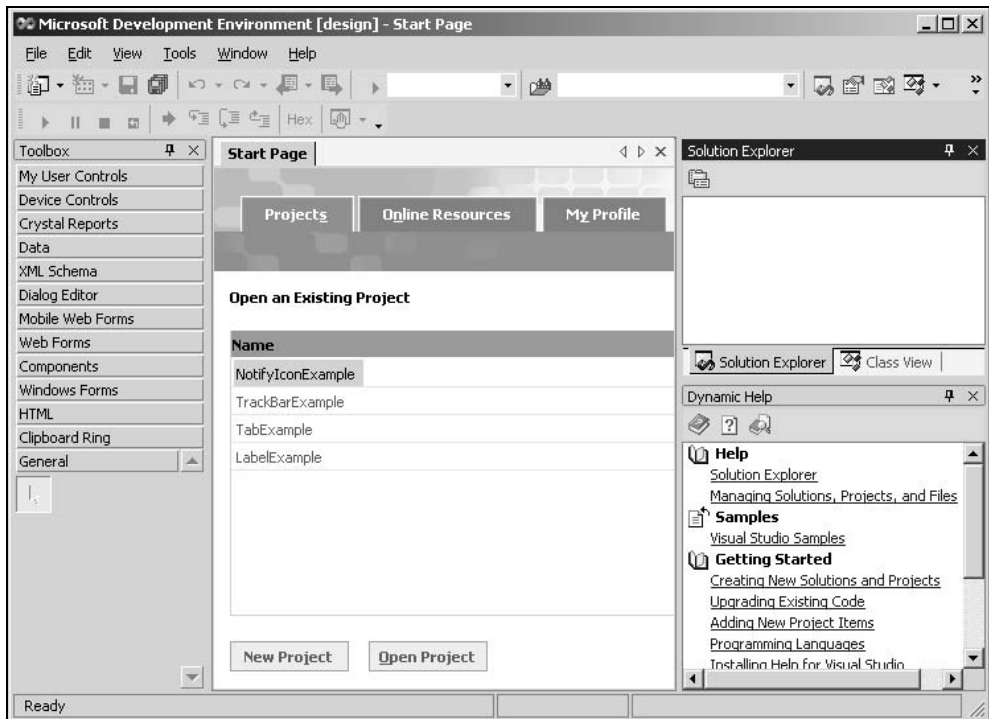 Microsoft Development Environment [design] - Start Page
File Edit View Tools Window Help
Hex
Toolbox
My User Controls
Device Controls
Crystal Reports
Data
XML Schema
Dialog Editor
Mobile Web Forms
Web Forms
Components
Windows Forms
HTML
Clipboard Ring
General
Start Page
Projects Online Resources My Profile
Open an Existing Project
Name
NotifyIconExample
TrackBarExample
TabExample
LabelExample
New Project Open Project
Solution Explorer
Solution Explorer Class View
Dynamic Help
Help
Solution Explorer
Managing Solutions, Projects, and Files
Samples
Visual Studio Samples
Getting Started
Creating New Solutions and Projects
Upgrading Existing Code
Adding New Project Items
Programming Languages
Installing Help for Visual Studio
Ready